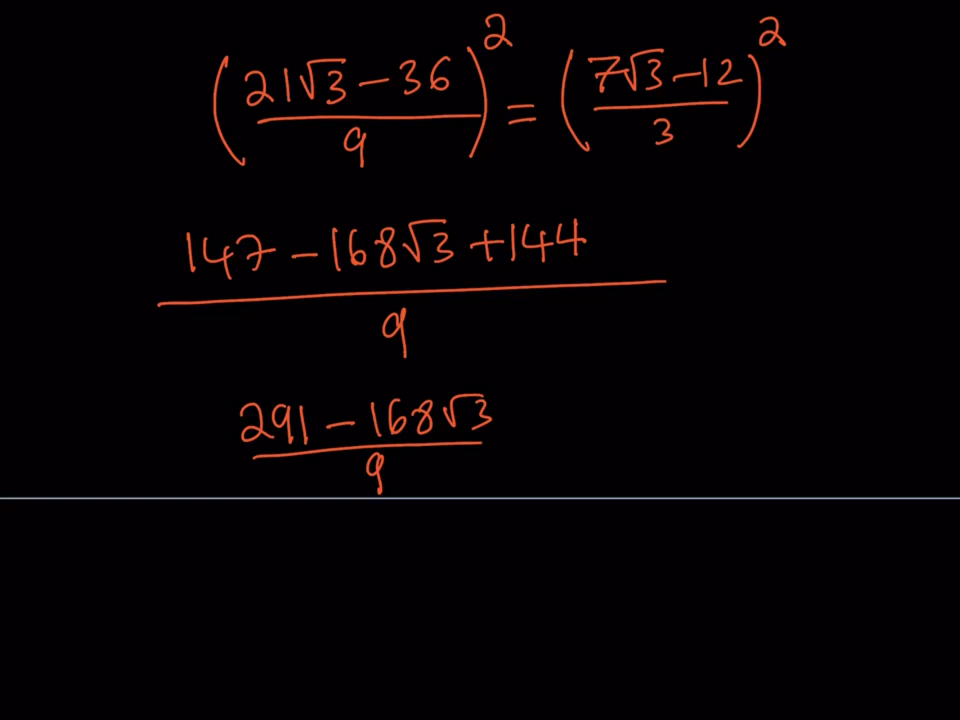 (21√3 − 36 / 9)² = (7√3 − 12 / 3)²
147 − 168√3 + 144 / 9
291 − 168√3 / 9